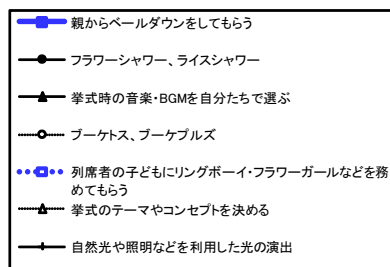 親からベールダウンをしてもらう
フラワーシャワー、ライスシャワー
挙式時の音楽・BGMを自分たちで選ぶ
ブーケトス、ブーケプルズ
列席者の子どもにリングボーイ・フラワーガールなどを務
めてもらう
挙式のテーマやコンセプトを決める
自然光や照明などを利用した光の演出